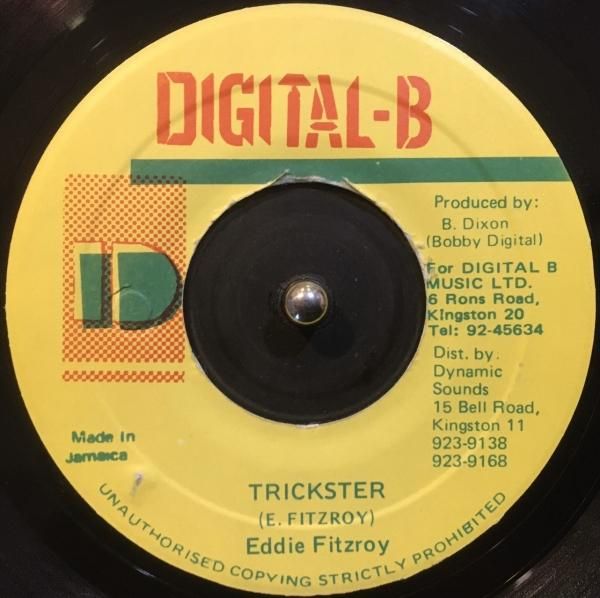 DIGITAL-B
Produced by:
B. Dixon
(Bobby Digital)
For DIGITAL B
MUSIC LTD.
6 Rons Road,
Kingston 20
Tel: 92-45634
Dist. by.
Dynamic
Sounds
15 Bell Road,
Kingston 11
923-9138
923-9168
D
Made In
Jamaica
TRICKSTER
(E. FITZROY)
Eddie Fitzroy
UNAUTHORISED COPYING STRICTLY PROHIBITED